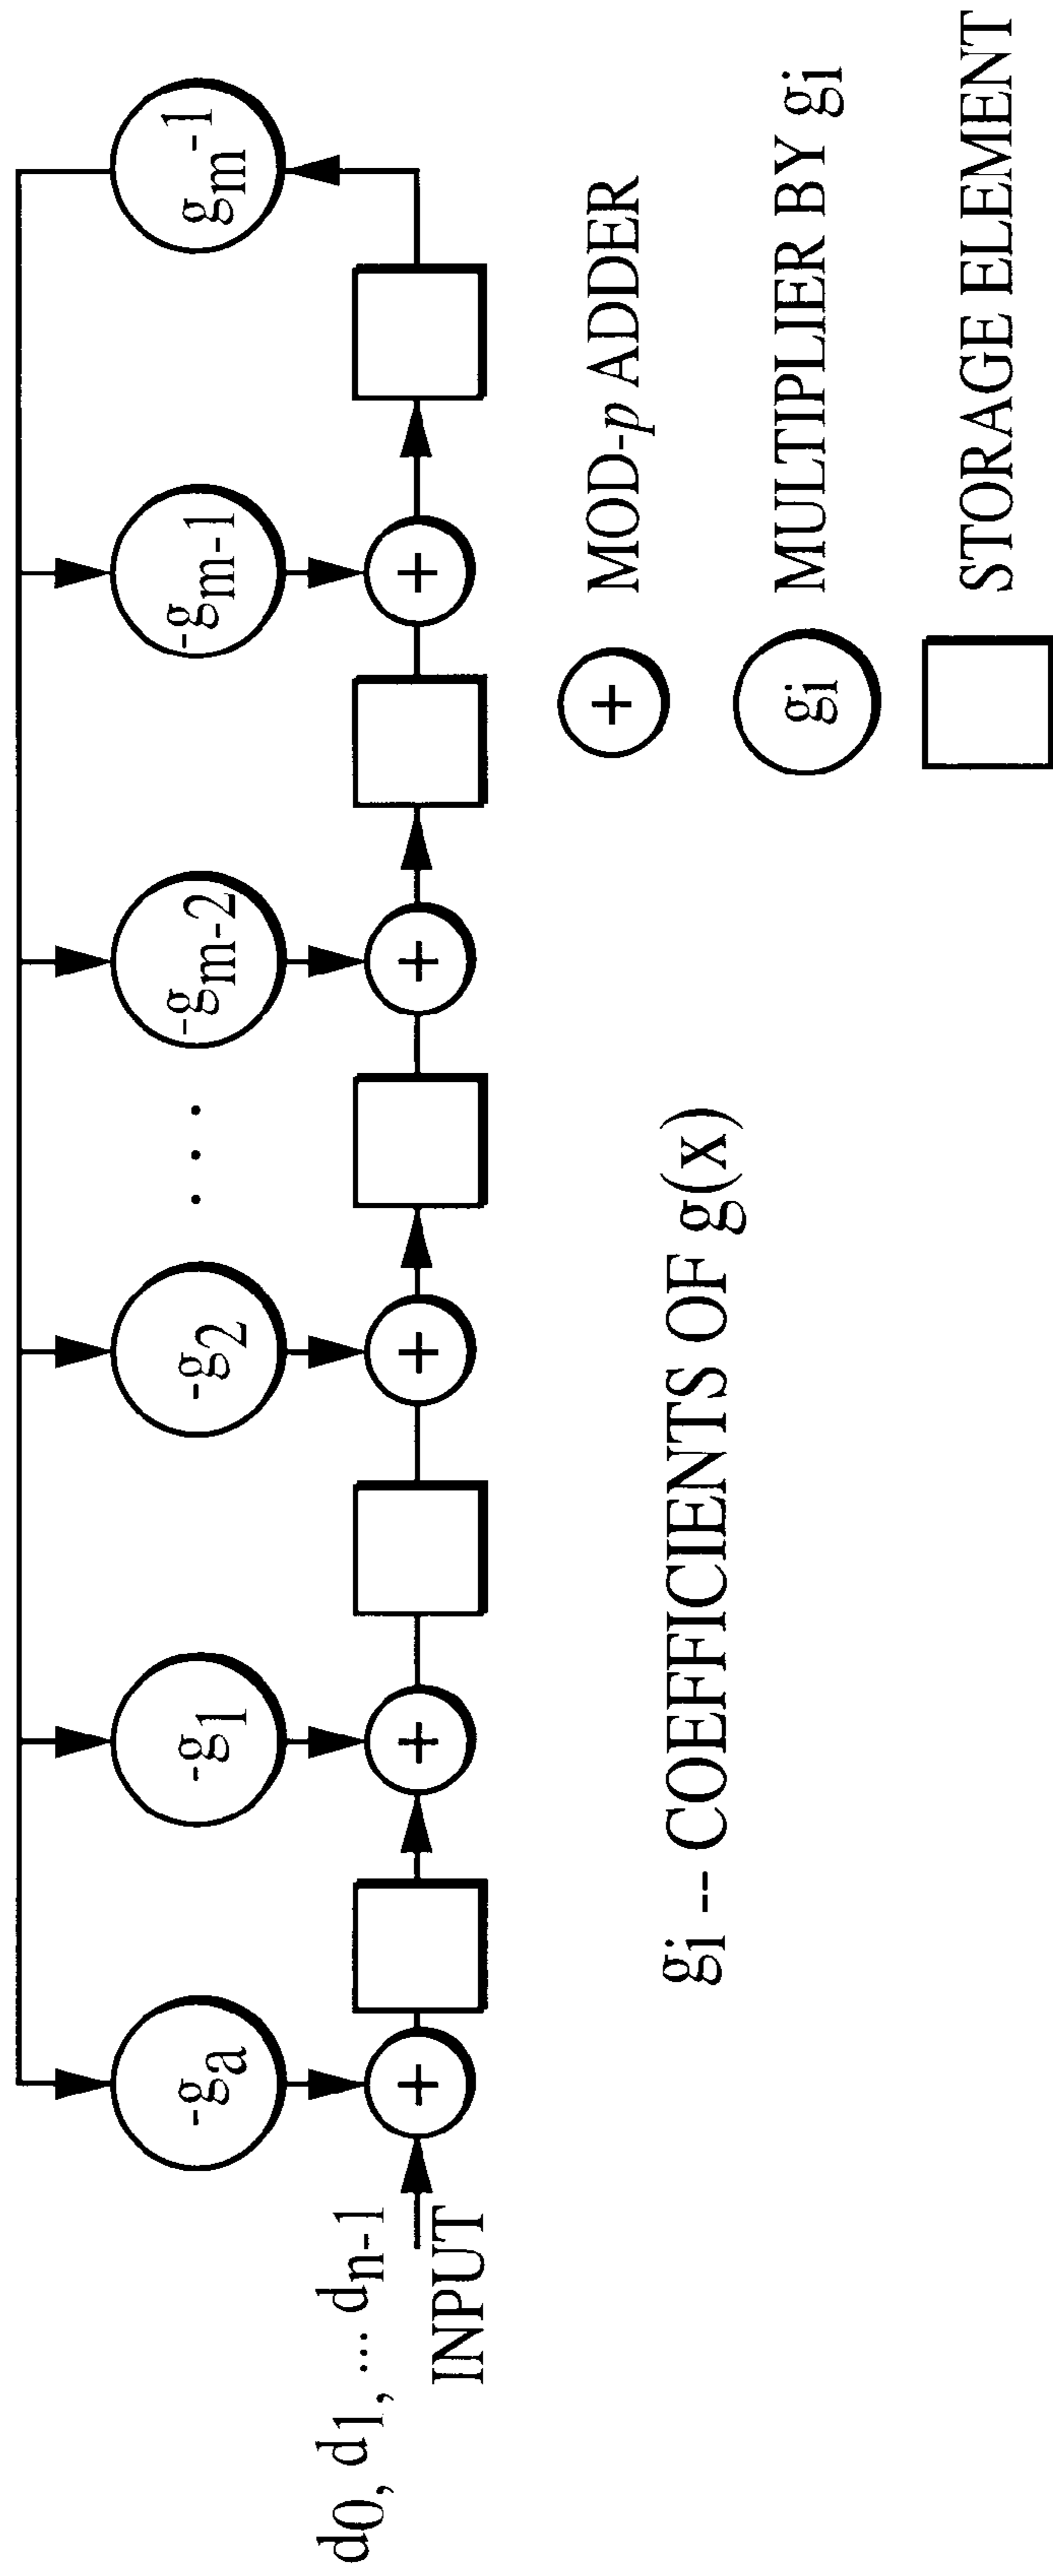 -ga
-g1
-g2
. . .
-gm-2
-gm-1
gm-1
+
+
+
+
+
d0, d1, ... dn-1
INPUT
+ MOD-p ADDER
gi MULTIPLIER BY gi
STORAGE ELEMENT
gi -- COEFFICIENTS OF g(x)